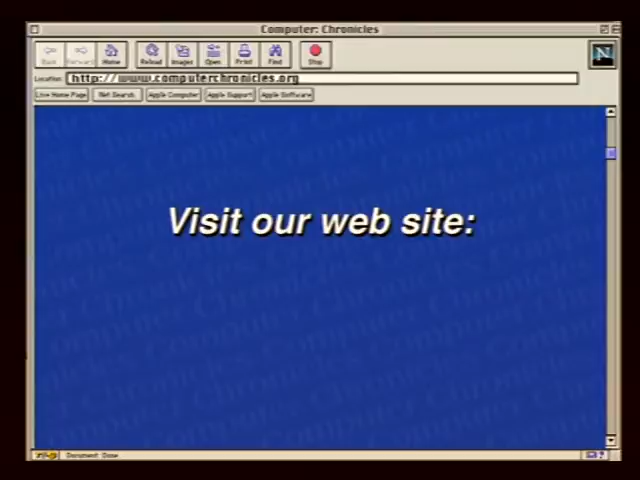 Computer: Chronicles
Back Forward Home Reload Images Open Print Find Stop
Location: http://www.computerchronicles.org
Live Home Page Net Search Apple Computer Apple Support Apple Software
N
Visit our web site:
Document: Done